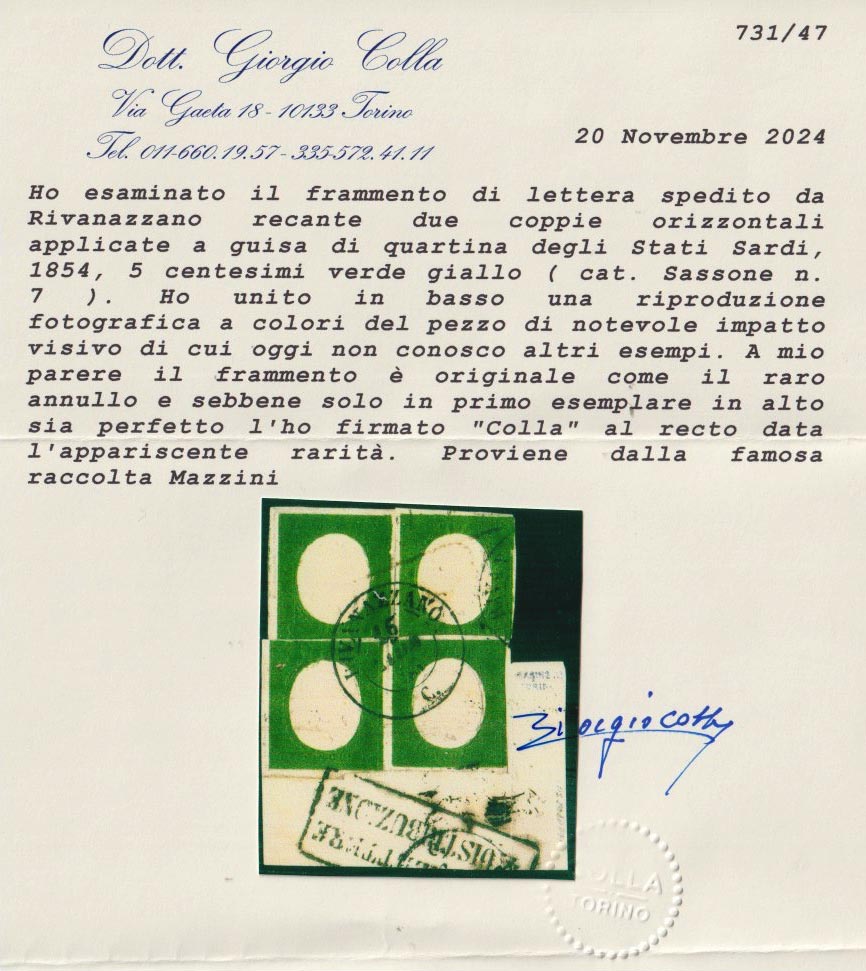 731/47
Dott. Giorgio Colla
Via Gaeta 18 - 10133 Torino
Tel. 011-660.19.57 - 335-572.41.11
20 Novembre 2024
Ho esaminato il frammento di lettera spedito da
Rivanazzano recante due coppie orizzontali
applicate a guisa di quartina degli Stati Sardi,
1854, 5 centesimi verde giallo ( cat. Sassone n.
7 ). Ho unito in basso una riproduzione
fotografica a colori del pezzo di notevole impatto
visivo di cui oggi non conosco altri esempi. A mio
parere il frammento è originale come il raro
annullo e sebbene solo in primo esemplare in alto
sia perfetto l'ho firmato "Colla" al recto data
l'appariscente rarità. Proviene dalla famosa
raccolta Mazzini
RIVANAZZANO
16
C.
Giorgio Colla
DISTRIBUZIONE
COLLA
TORINO